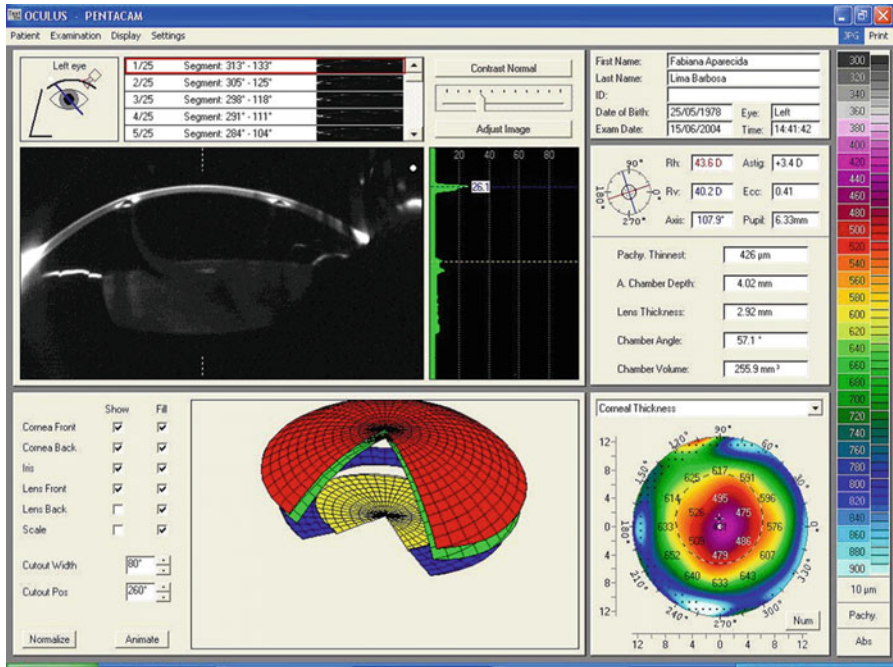 OCULUS - PENTACAM
Patient Examination Display Settings
JPG Print
Left eye
1/25 Segment: 313° - 133°
2/25 Segment: 305° - 125°
3/25 Segment: 298° - 118°
4/25 Segment: 291° - 111°
5/25 Segment: 284° - 104°
Contrast Normal
Adjust Image
20 40 60 80
26.1
First Name: Fabiana Aparecida
Last Name: Lima Barbosa
ID:
Date of Birth: 25/05/1978 Eye: Left
Exam Date: 15/06/2004 Time: 14:41:42
90°
180° 0°
270°
Rh: 43.6 D Astig: +3.4 D
Rv: 40.2 D Ecc: 0.41
Axis: 107.9° Pupil: 6.33mm
Pachy. Thinnest: 426 µm
A. Chamber Depth: 4.02 mm
Lens Thickness: 2.92 mm
Chamber Angle: 57.1 °
Chamber Volume: 255.9 mm³
Show Fill
Cornea Front
Cornea Back
Iris
Lens Front
Lens Back
Scale
Cutout Width 80°
Cutout Pos 260°
Normalize Animate
Corneal Thickness
90°
120° 60°
150° 30°
180° 0°
210° 330°
240° 300°
270°
12
8
4
0
4
8
12
12 8 4 0 4 8 12
625 617 591
614 495 596
526 475
633 576
509 486
652 479 607
640 633 643
Num
300
320
340
360
380
400
420
440
460
480
500
520
540
560
580
600
620
640
660
680
700
720
740
760
780
800
820
840
860
880
900
10 µm
Pachy.
Abs